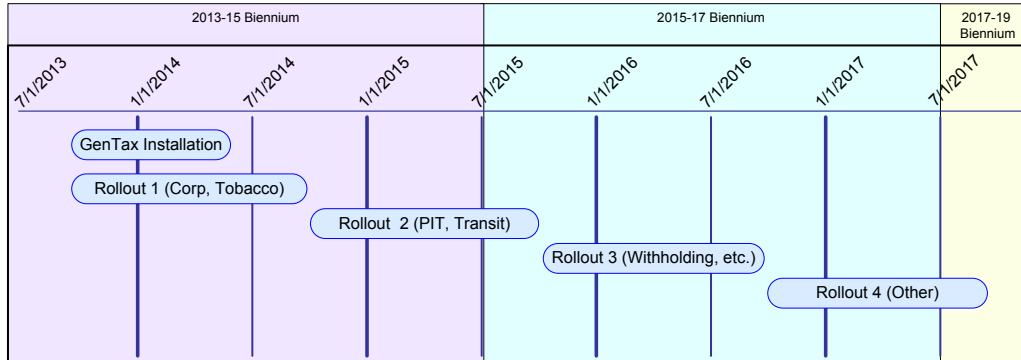 2013-15 Biennium
2015-17 Biennium
2017-19
Biennium
7/1/2013
1/1/2014
7/1/2014
1/1/2015
7/1/2015
1/1/2016
7/1/2016
1/1/2017
7/1/2017
GenTax Installation
Rollout 1 (Corp, Tobacco)
Rollout 2 (PIT, Transit)
Rollout 3 (Withholding, etc.)
Rollout 4 (Other)